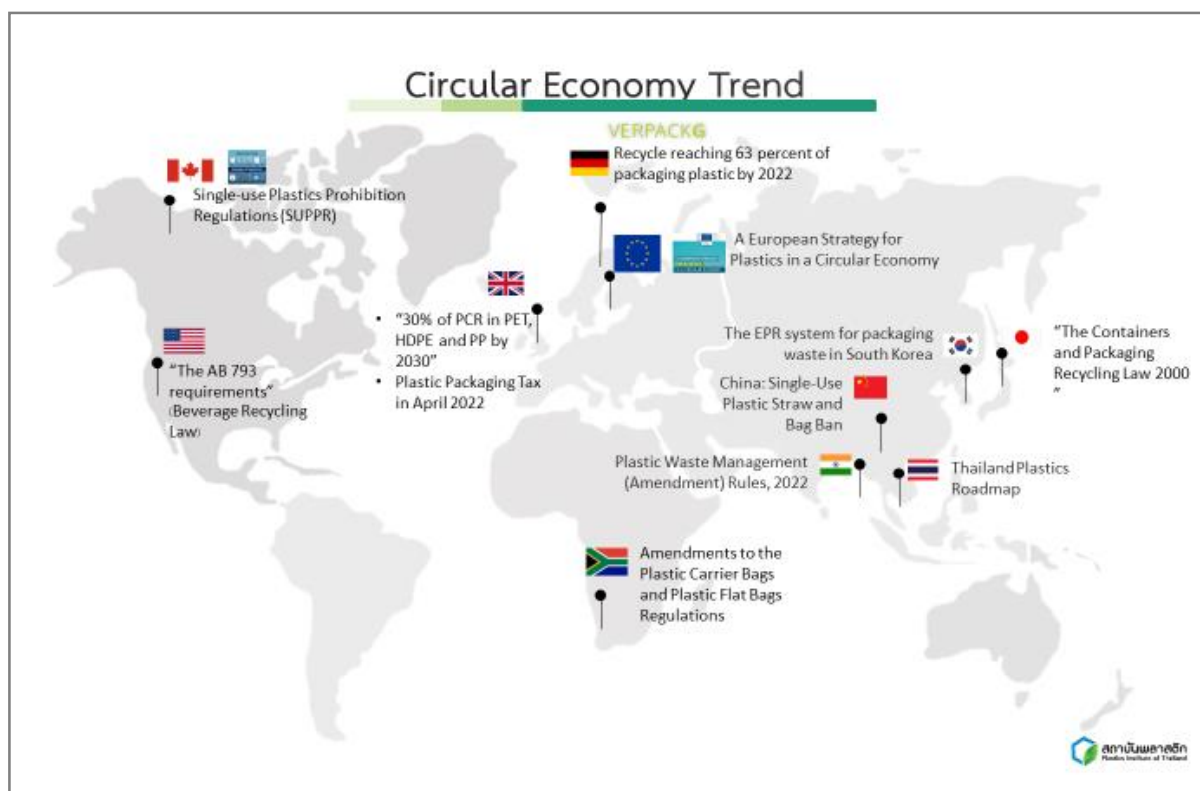 Circular Economy Trend
VERPACKG
Recycle reaching 63 percent of
packaging plastic by 2022
Single-use Plastics Prohibition
Regulations (SUPPR)
A European Strategy for
Plastics in a Circular Economy
• “30% of PCR in PET,
HDPE and PP by
2030”
• Plastic Packaging Tax
in April 2022
“The AB 793
requirements”
(Beverage Recycling
Law)
The EPR system for packaging
waste in South Korea
“The Containers
and Packaging
Recycling Law 2000
”
China: Single-Use
Plastic Straw and
Bag Ban
Plastic Waste Management
(Amendment) Rules, 2022
Thailand Plastics
Roadmap
Amendments to the
Plastic Carrier Bags
and Plastic Flat Bags
Regulations
สถาบันพลาสติก
Plastics Institute of Thailand